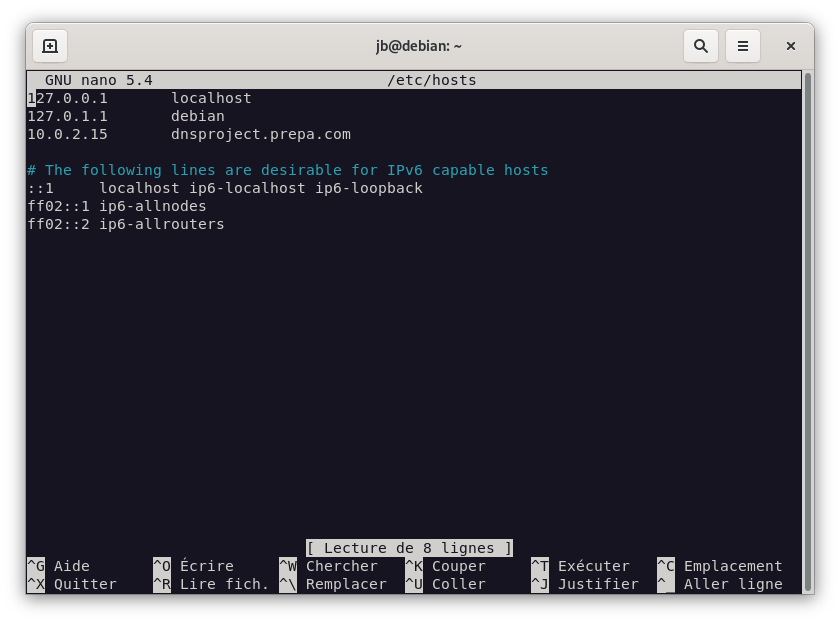 jb@debian: ~
GNU nano 5.4 /etc/hosts
127.0.0.1 localhost
127.0.1.1 debian
10.0.2.15 dnsproject.prepa.com
# The following lines are desirable for IPv6 capable hosts
::1 localhost ip6-localhost ip6-loopback
ff02::1 ip6-allnodes
ff02::2 ip6-allrouters
[ Lecture de 8 lignes ]
^G Aide ^O Écrire ^W Chercher ^K Couper ^T Exécuter ^C Emplacement
^X Quitter ^R Lire fich. ^\ Remplacer ^U Coller ^J Justifier ^_ Aller ligne